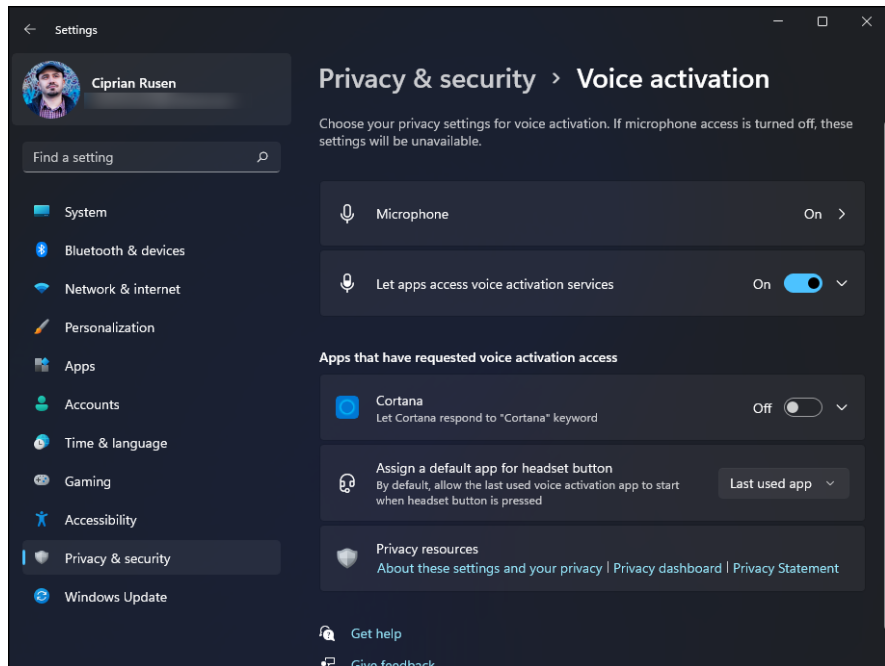 Settings
Ciprian Rusen
Find a setting
System
Bluetooth & devices
Network & internet
Personalization
Apps
Accounts
Time & language
Gaming
Accessibility
Privacy & security
Windows Update
Privacy & security > Voice activation
Choose your privacy settings for voice activation. If microphone access is turned off, these
settings will be unavailable.
Microphone On
Let apps access voice activation services On
Apps that have requested voice activation access
Cortana
Let Cortana respond to "Cortana" keyword Off
Assign a default app for headset button
By default, allow the last used voice activation app to start
when headset button is pressed
Last used app
Privacy resources
About these settings and your privacy | Privacy dashboard | Privacy Statement
Get help
Give feedback